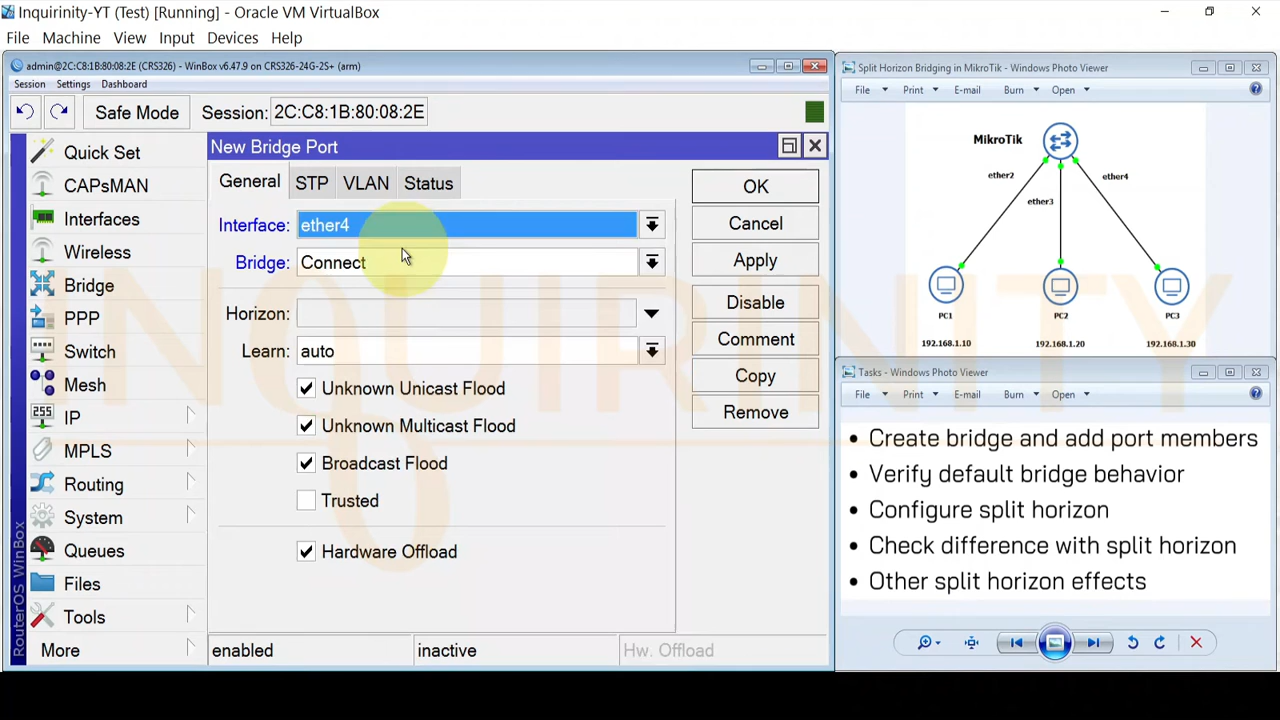 Inquirinity-YT (Test) [Running] - Oracle VM VirtualBox
File Machine View Input Devices Help
admin@2C:C8:1B:80:08:2E (CRS326) - WinBox v6.47.9 on CRS326-24G-2S+ (arm)
Session Settings Dashboard
Safe Mode Session: 2C:C8:1B:80:08:2E
Quick Set
CAPsMAN
Interfaces
Wireless
Bridge
PPP
Switch
Mesh
255 IP
MPLS
Routing
System
Queues
Files
Tools
More
RouterOS WinBox
New Bridge Port
General STP VLAN Status
Interface: ether4
Bridge: Connect
Horizon:
Learn: auto
Unknown Unicast Flood
Unknown Multicast Flood
Broadcast Flood
Trusted
Hardware Offload
OK
Cancel
Apply
Disable
Comment
Copy
Remove
enabled inactive Hw. Offload
Split Horizon Bridging in MikroTik - Windows Photo Viewer
File Print E-mail Burn Open
MikroTik
ether2 ether3 ether4
PC1 PC2 PC3
192.168.1.10 192.168.1.20 192.168.1.30
Tasks - Windows Photo Viewer
File Print E-mail Burn Open
• Create bridge and add port members
• Verify default bridge behavior
• Configure split horizon
• Check difference with split horizon
• Other split horizon effects
INQUIRINITY